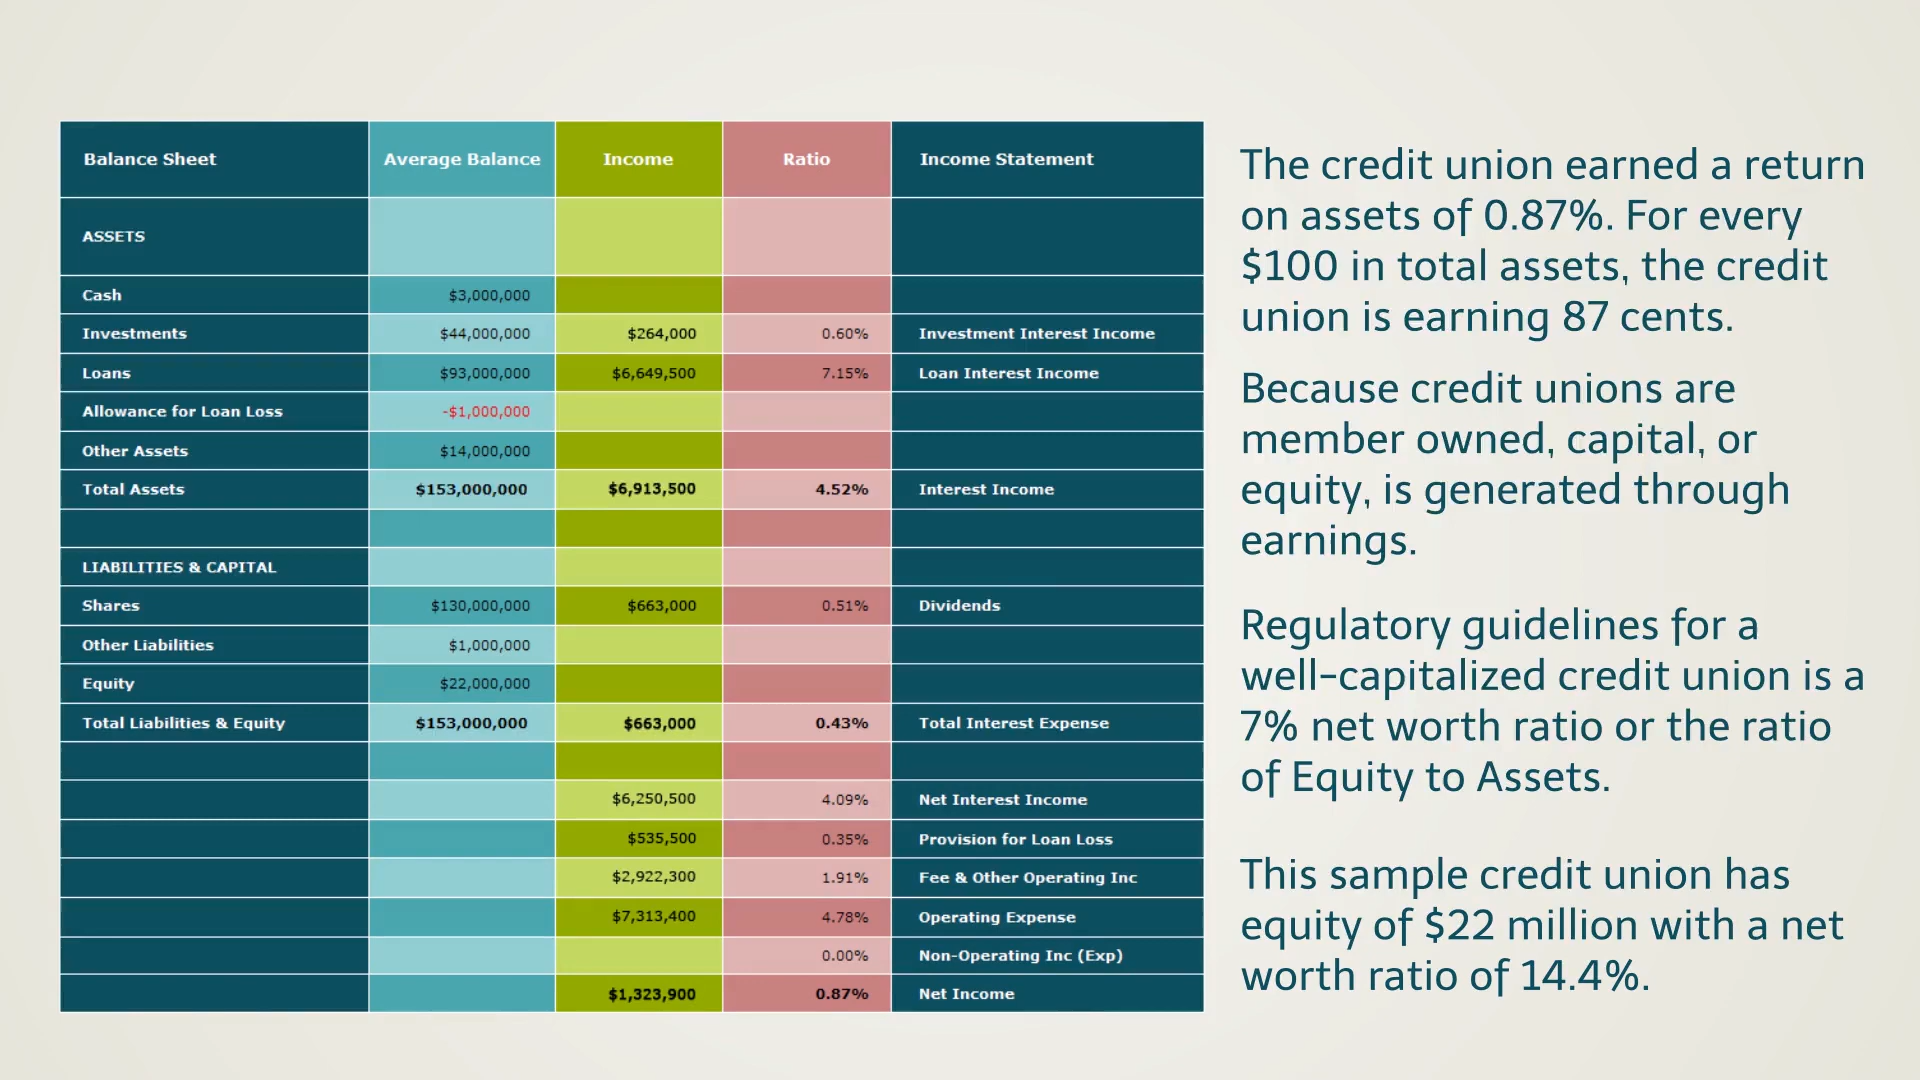 Balance Sheet Average Balance Income Ratio Income Statement
ASSETS
Cash $3,000,000
Investments $44,000,000 $264,000 0.60% Investment Interest Income
Loans $93,000,000 $6,649,500 7.15% Loan Interest Income
Allowance for Loan Loss -$1,000,000
Other Assets $14,000,000
Total Assets $153,000,000 $6,913,500 4.52% Interest Income
LIABILITIES & CAPITAL
Shares $130,000,000 $663,000 0.51% Dividends
Other Liabilities $1,000,000
Equity $22,000,000
Total Liabilities & Equity $153,000,000 $663,000 0.43% Total Interest Expense
$6,250,500 4.09% Net Interest Income
$535,500 0.35% Provision for Loan Loss
$2,922,300 1.91% Fee & Other Operating Inc
$7,313,400 4.78% Operating Expense
0.00% Non-Operating Inc (Exp)
$1,323,900 0.87% Net Income
The credit union earned a return
on assets of 0.87%. For every
$100 in total assets, the credit
union is earning 87 cents.
Because credit unions are
member owned, capital, or
equity, is generated through
earnings.
Regulatory guidelines for a
well-capitalized credit union is a
7% net worth ratio or the ratio
of Equity to Assets.
This sample credit union has
equity of $22 million with a net
worth ratio of 14.4%.